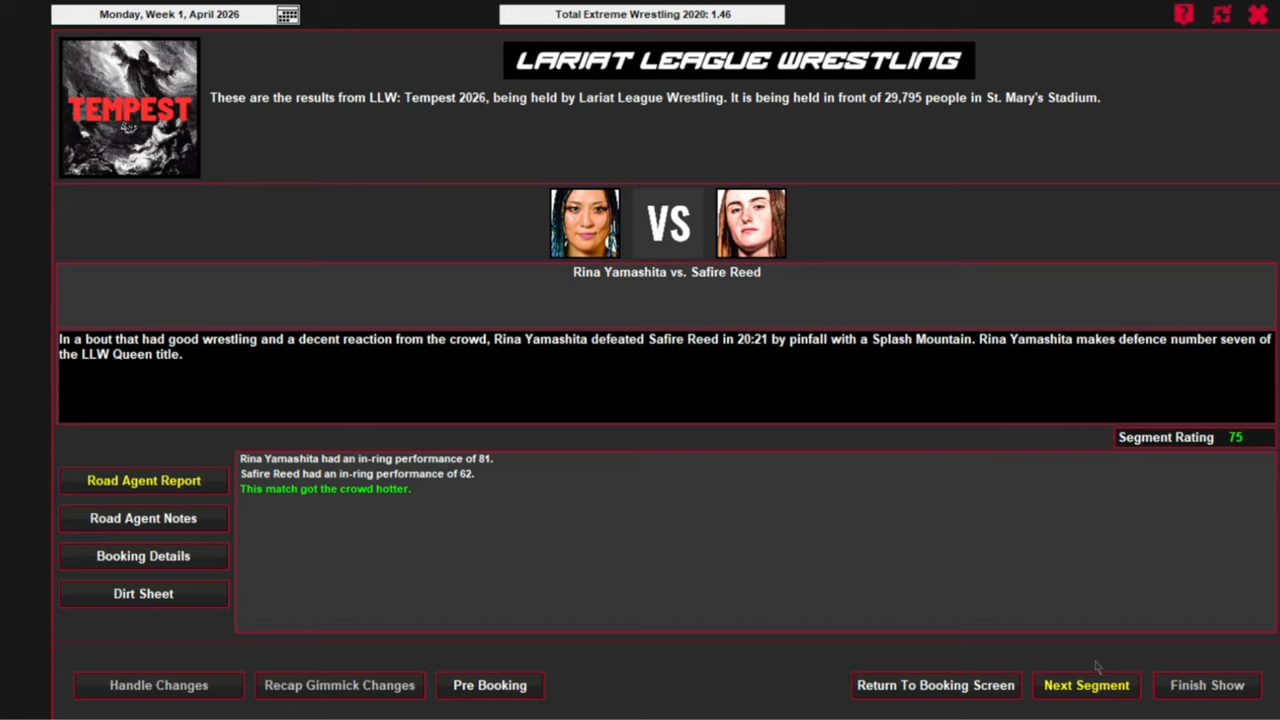 Monday, Week 1, April 2026
Total Extreme Wrestling 2020: 1.46
?
TEMPEST
LARIAT LEAGUE WRESTLING
These are the results from LLW: Tempest 2026, being held by Lariat League Wrestling. It is being held in front of 29,795 people in St. Mary's Stadium.
VS
Rina Yamashita vs. Safire Reed
In a bout that had good wrestling and a decent reaction from the crowd, Rina Yamashita defeated Safire Reed in 20:21 by pinfall with a Splash Mountain. Rina Yamashita makes defence number seven of
the LLW Queen title.
Segment Rating 75
Road Agent Report
Road Agent Notes
Booking Details
Dirt Sheet
Rina Yamashita had an in-ring performance of 81.
Safire Reed had an in-ring performance of 62.
This match got the crowd hotter.
Handle Changes
Recap Gimmick Changes
Pre Booking
Return To Booking Screen
Next Segment
Finish Show